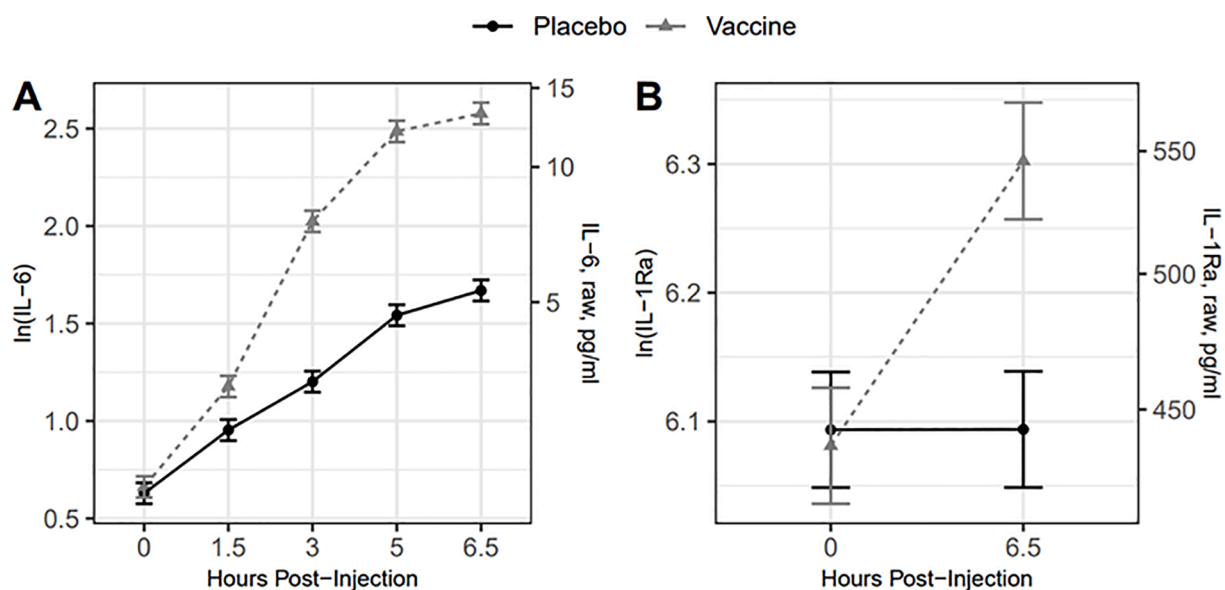 Placebo Vaccine
A
ln(IL−6)
2.5
2.0
1.5
1.0
0.5
15
10
5
IL−6, raw, pg/ml
0 1.5 3 5 6.5
Hours Post−Injection
B
ln(IL−1Ra)
6.3
6.2
6.1
550
500
450
IL−1Ra, raw, pg/ml
0 6.5
Hours Post−Injection